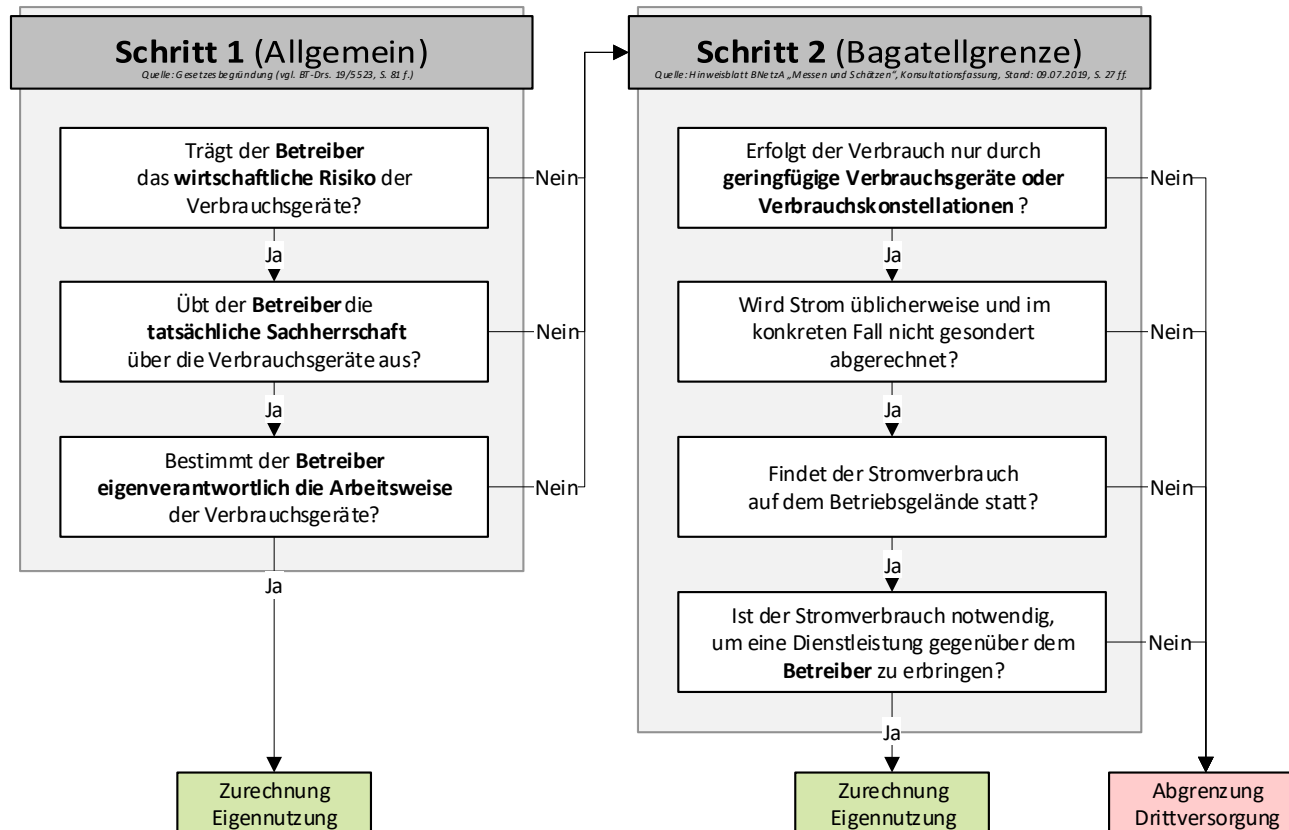 Schritt 1 (Allgemein)
Quelle: Gesetzesbegründung (vgl. BT-Drs. 19/5523, S. 81 f.)
Trägt der Betreiber
das wirtschaftliche Risiko der
Verbrauchsgeräte?
Nein
Ja
Übt der Betreiber die
tatsächliche Sachherrschaft
über die Verbrauchsgeräte aus?
Nein
Ja
Bestimmt der Betreiber
eigenverantwortlich die Arbeitsweise
der Verbrauchsgeräte?
Nein
Ja
Zurechnung
Eigennutzung
Schritt 2 (Bagatellgrenze)
Quelle: Hinweisblatt BNetzA „Messen und Schätzen“, Konsultationsfassung, Stand: 09.07.2019, S. 27 ff.
Erfolgt der Verbrauch nur durch
geringfügige Verbrauchsgeräte oder
Verbrauchskonstellationen ?
Nein
Ja
Wird Strom üblicherweise und im
konkreten Fall nicht gesondert
abgerechnet?
Nein
Ja
Findet der Stromverbrauch
auf dem Betriebsgelände statt?
Nein
Ja
Ist der Stromverbrauch notwendig,
um eine Dienstleistung gegenüber dem
Betreiber zu erbringen?
Nein
Ja
Zurechnung
Eigennutzung
Abgrenzung
Drittversorgung